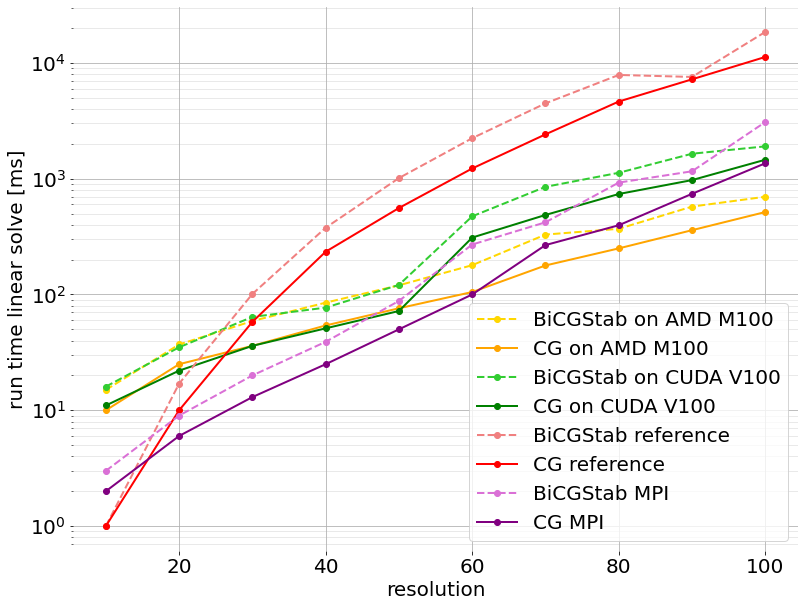 10⁴
10³
10²
10¹
10⁰
run time linear solve [ms]
20
40
60
80
100
resolution
BiCGStab on AMD M100
CG on AMD M100
BiCGStab on CUDA V100
CG on CUDA V100
BiCGStab reference
CG reference
BiCGStab MPI
CG MPI